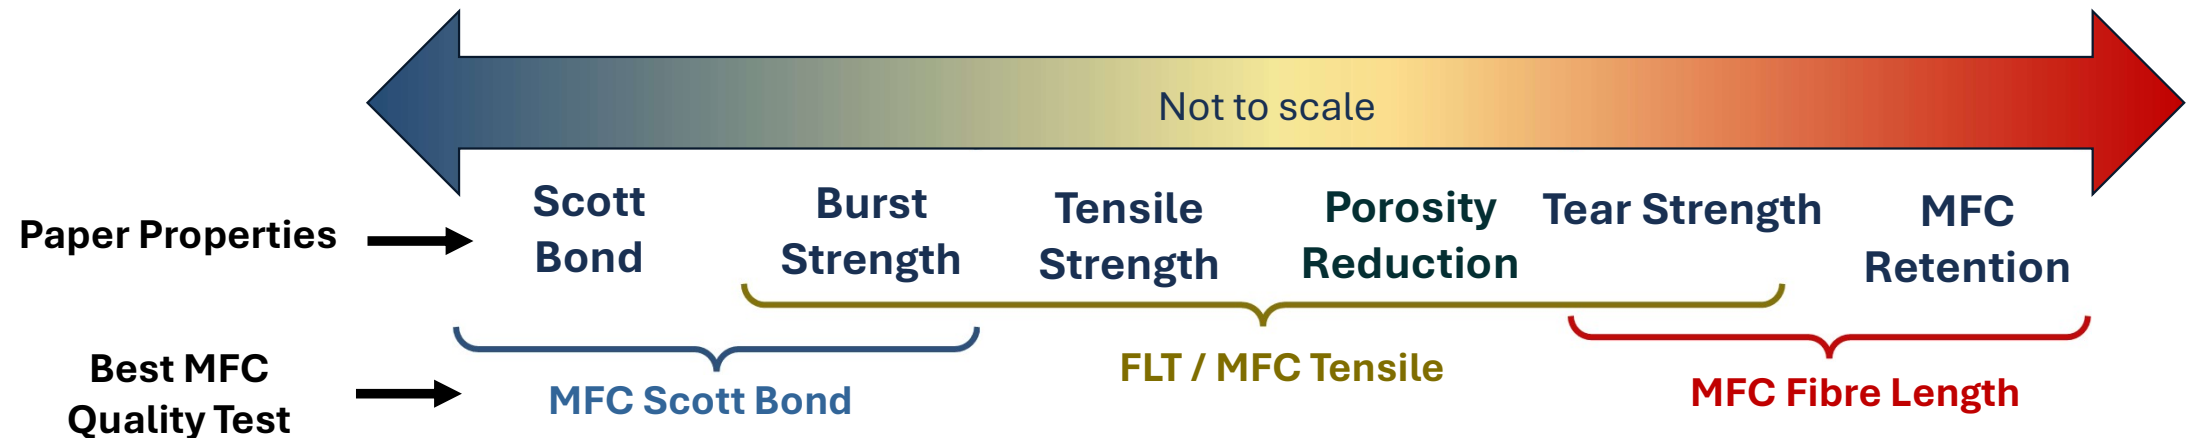 Not to scale
Paper Properties
Scott
Bond
Burst
Strength
Tensile
Strength
Porosity
Reduction
Tear Strength
MFC
Retention
Best MFC
Quality Test
MFC Scott Bond
FLT / MFC Tensile
MFC Fibre Length